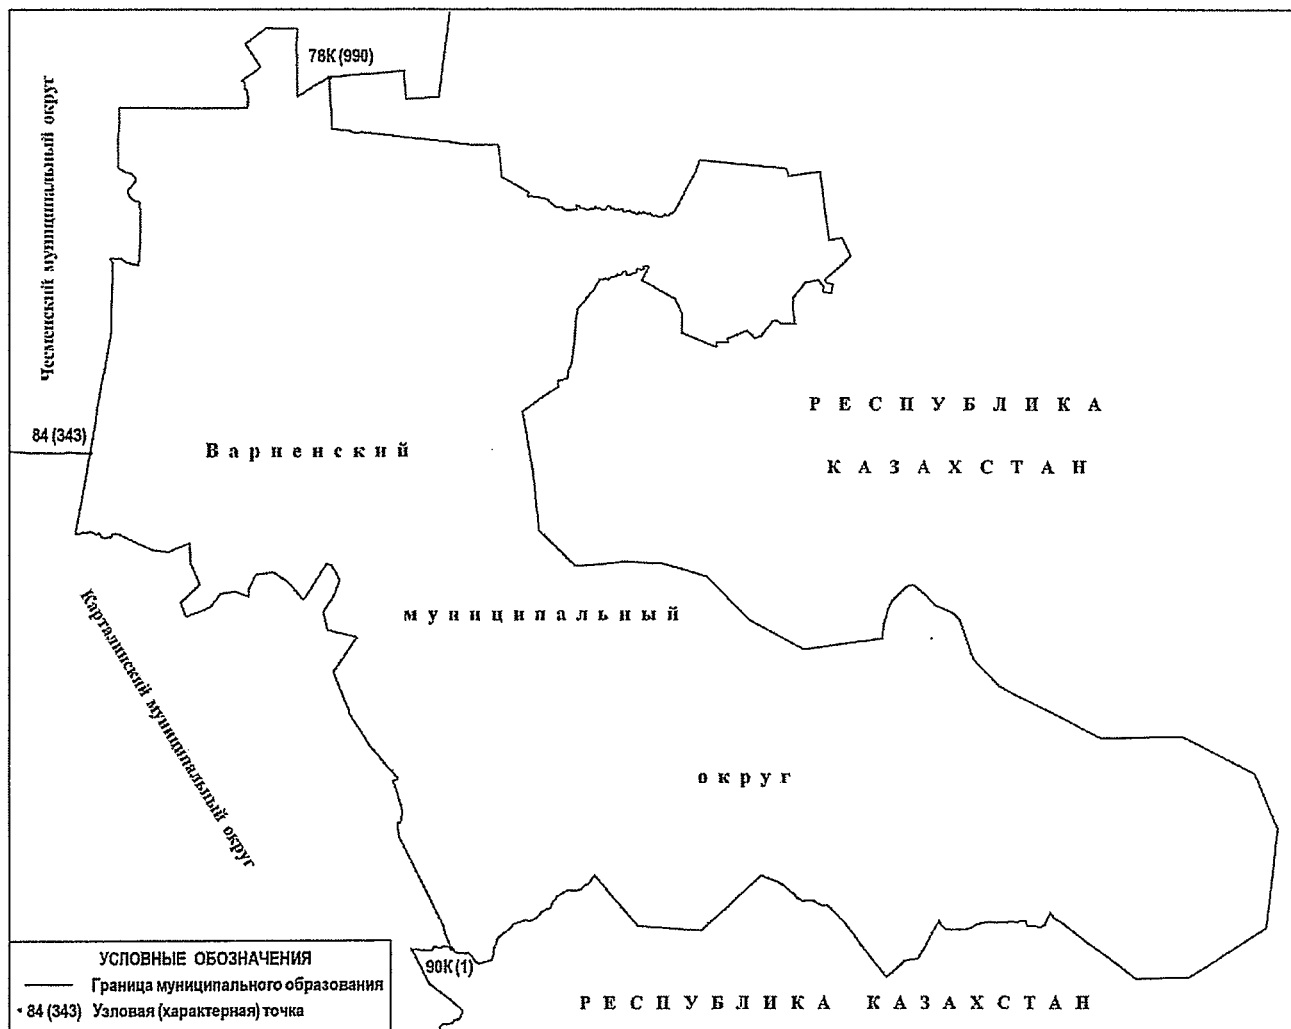 78К (990)
Чесменский муниципальный округ
РЕСПУБЛИКА
КАЗАХСТАН
84 (343)
Варненский
муниципальный
округ
Карталинский муниципальный округ
90К (1)
УСЛОВНЫЕ ОБОЗНАЧЕНИЯ
Граница муниципального образования
• 84 (343) Узловая (характерная) точка
РЕСПУБЛИКА КАЗАХСТАН